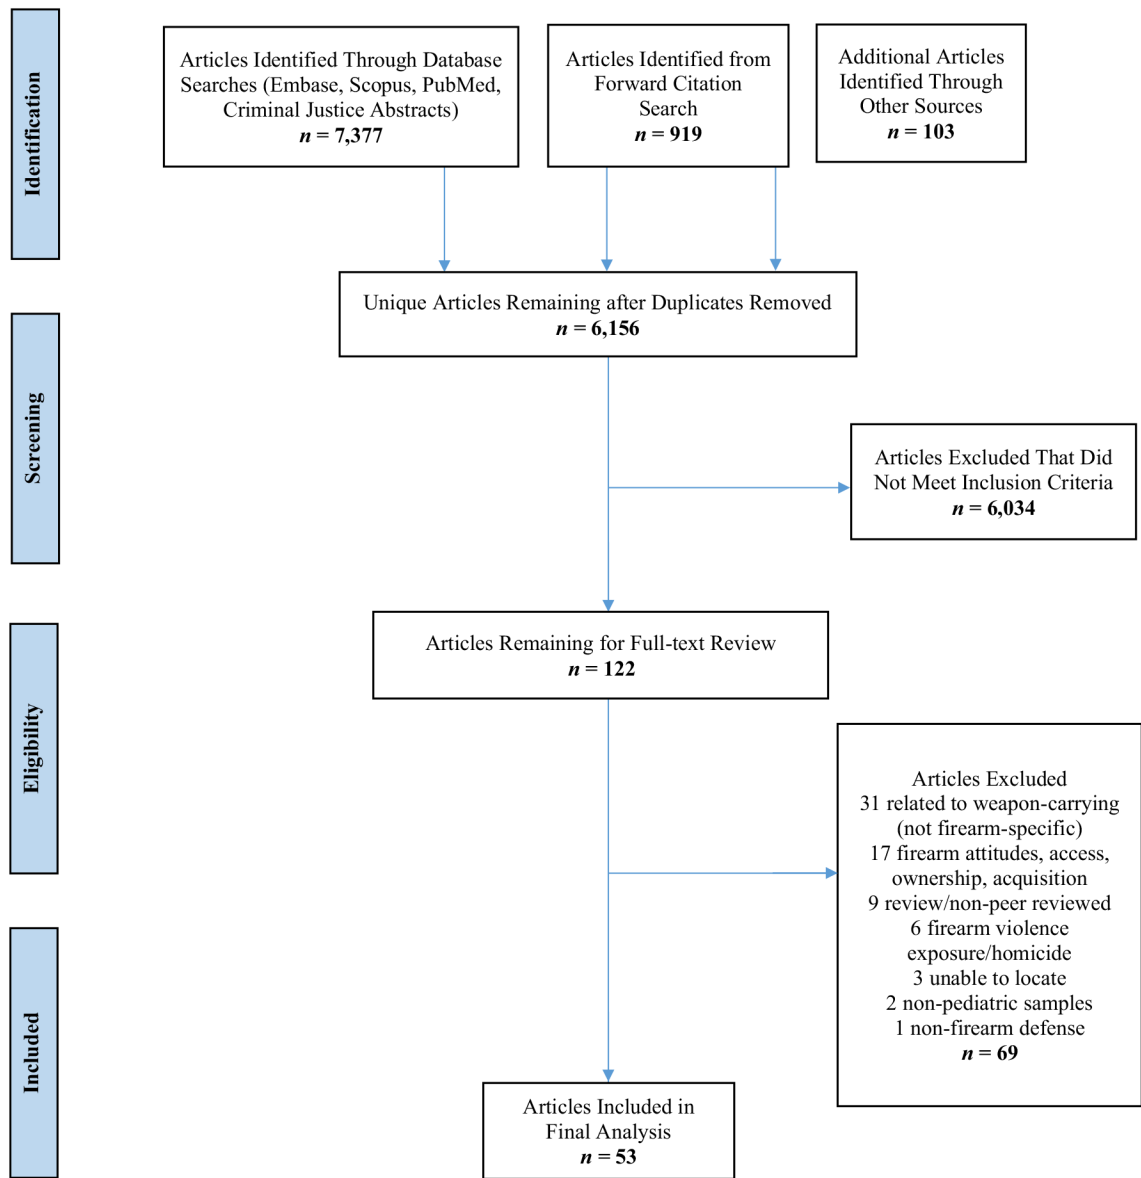 Identification
Articles Identified Through Database
Searches (Embase, Scopus, PubMed,
Criminal Justice Abstracts)
n = 7,377
Articles Identified from
Forward Citation
Search
n = 919
Additional Articles
Identified Through
Other Sources
n = 103
Unique Articles Remaining after Duplicates Removed
n = 6,156
Screening
Articles Excluded That Did
Not Meet Inclusion Criteria
n = 6,034
Articles Remaining for Full-text Review
n = 122
Eligibility
Articles Excluded
31 related to weapon-carrying
(not firearm-specific)
17 firearm attitudes, access,
ownership, acquisition
9 review/non-peer reviewed
6 firearm violence
exposure/homicide
3 unable to locate
2 non-pediatric samples
1 non-firearm defense
n = 69
Included
Articles Included in
Final Analysis
n = 53